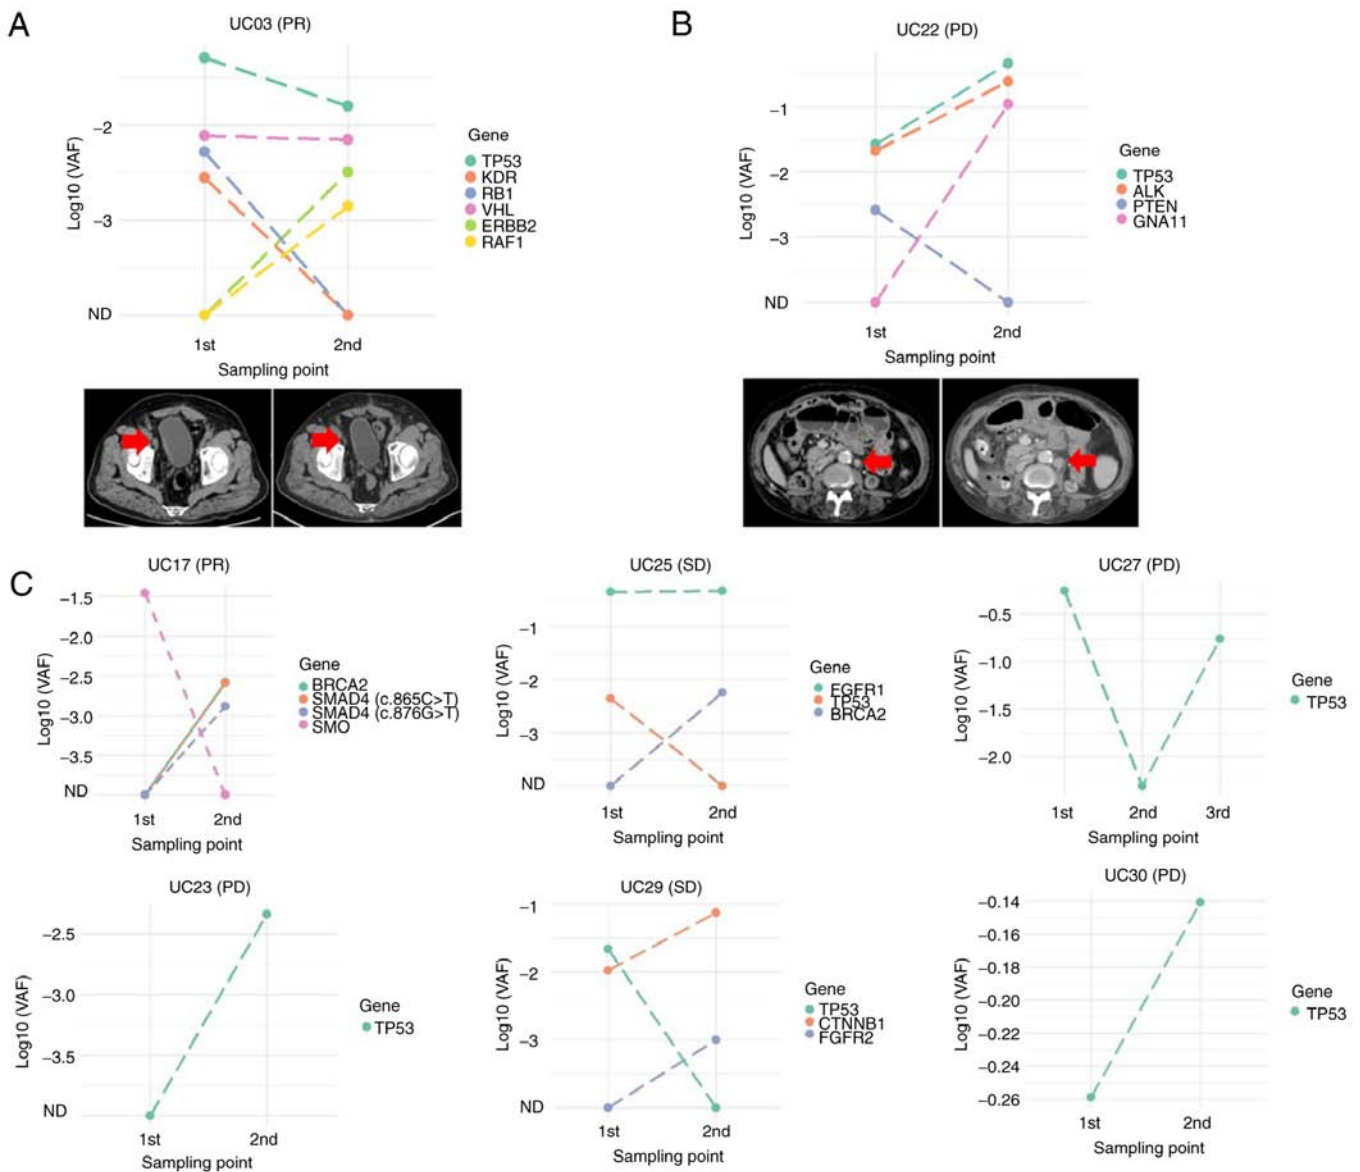 A
UC03 (PR)
Log10 (VAF)
−2
−3
ND
1st
2nd
Sampling point
Gene
TP53
KDR
RB1
VHL
ERBB2
RAF1
B
UC22 (PD)
Log10 (VAF)
−1
−2
−3
ND
1st
2nd
Sampling point
Gene
TP53
ALK
PTEN
GNA11
C
UC17 (PR)
Log10 (VAF)
−1.5
−2.0
−2.5
−3.0
−3.5
ND
1st
2nd
Sampling point
Gene
BRCA2
SMAD4 (c.865C>T)
SMAD4 (c.876G>T)
SMO
UC25 (SD)
Log10 (VAF)
−1
−2
−3
ND
1st
2nd
Sampling point
Gene
EGFR1
TP53
BRCA2
UC27 (PD)
Log10 (VAF)
−0.5
−1.0
−1.5
−2.0
1st
2nd
3rd
Sampling point
Gene
TP53
UC23 (PD)
Log10 (VAF)
−2.5
−3.0
−3.5
ND
1st
2nd
Sampling point
Gene
TP53
UC29 (SD)
Log10 (VAF)
−1
−2
−3
ND
1st
2nd
Sampling point
Gene
TP53
CTNNB1
FGFR2
UC30 (PD)
Log10 (VAF)
−0.14
−0.16
−0.18
−0.20
−0.22
−0.24
−0.26
1st
2nd
Sampling point
Gene
TP53